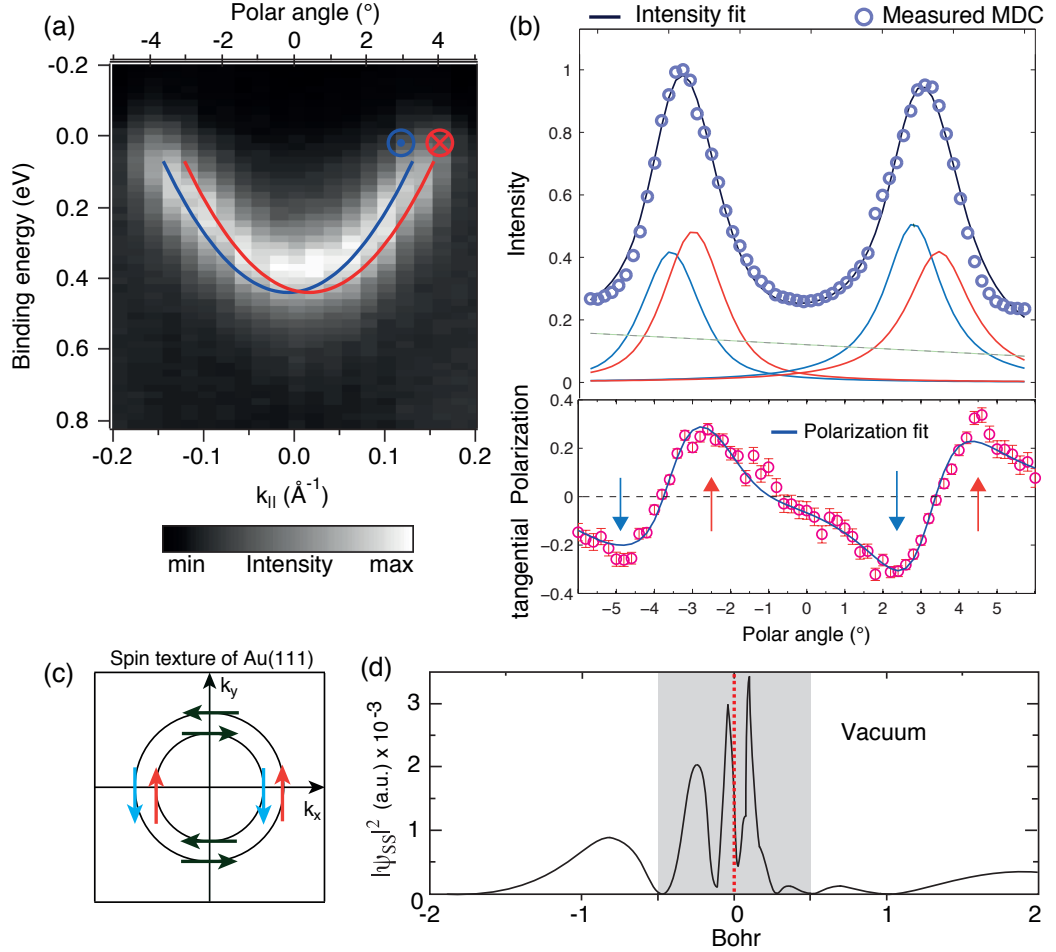 (a)
Polar angle (°)
-4 -2 0 2 4
-0.2
0.0
0.2
0.4
0.6
0.8
Binding energy (eV)
-0.2 -0.1 0.0 0.1 0.2
k|| (Å-1)
min Intensity max
(b)
Intensity fit
Measured MDC
1
0.8
0.6
0.4
0.2
0
Intensity
Polarization fit
0.4
0.2
0
-0.2
-0.4
tangential Polarization
-5 -4 -3 -2 -1 0 1 2 3 4 5
Polar angle (°)
(c)
Spin texture of Au(111)
ky
kx
(d)
Vacuum
3
2
1
0
|ψSS|2 (a.u.) x 10-3
-2 -1 0 1 2
Bohr